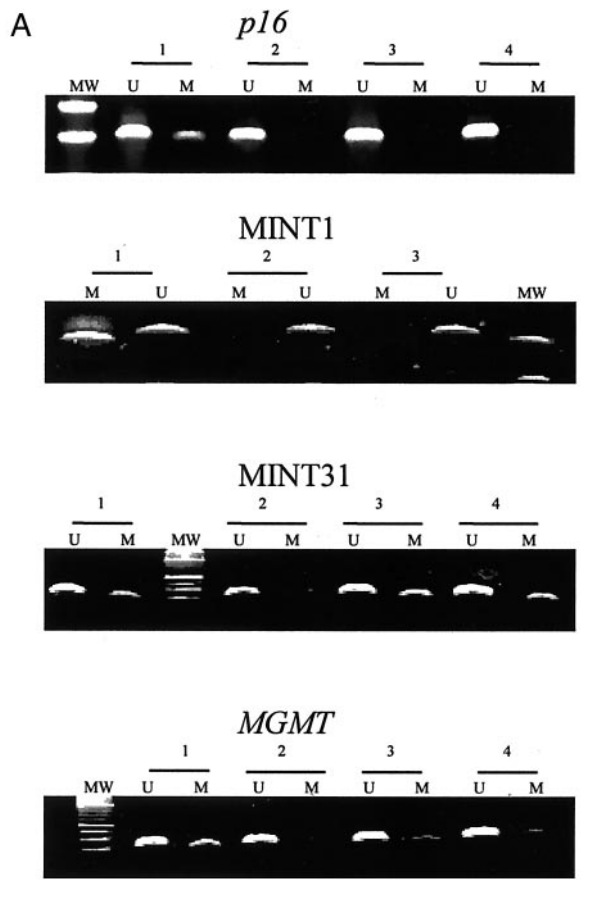 A
p16
1 2 3 4
MW U M U M U M U M
MINT1
1 2 3
M U M U M U MW
MINT31
1 2 3 4
U M MW U M U M U M
MGMT
1 2 3 4
MW U M U M U M U M